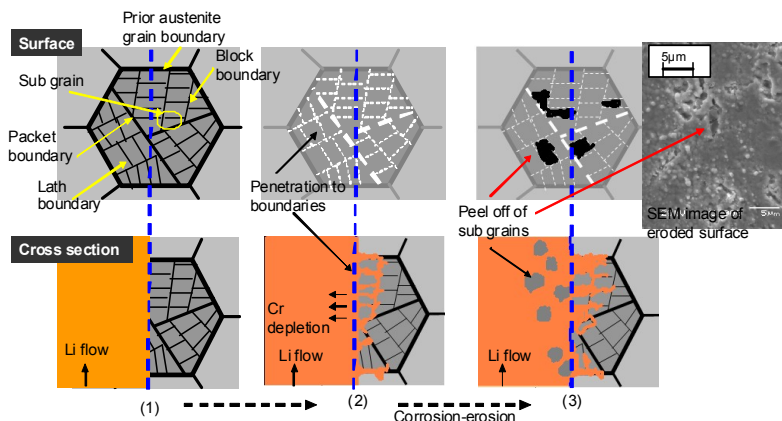 Surface
Prior austenite
grain boundary
Block
boundary
Sub grain
Packet
boundary
Lath
boundary
Penetration to
boundaries
Peel off of
sub grains
5μm
5μm
SEM image of
eroded surface
Cross section
Li flow
Cr
depletion
Li flow
Li flow
(1)
(2)
(3)
Corrosion-erosion